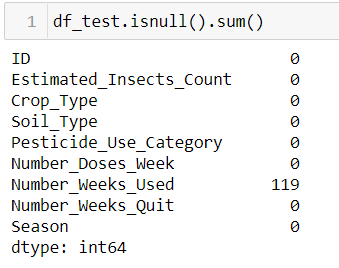 1 df_test.isnull().sum()
ID 0
Estimated_Insects_Count 0
Crop_Type 0
Soil_Type 0
Pesticide_Use_Category 0
Number_Doses_Week 0
Number_Weeks_Used 119
Number_Weeks_Quit 0
Season 0
dtype: int64